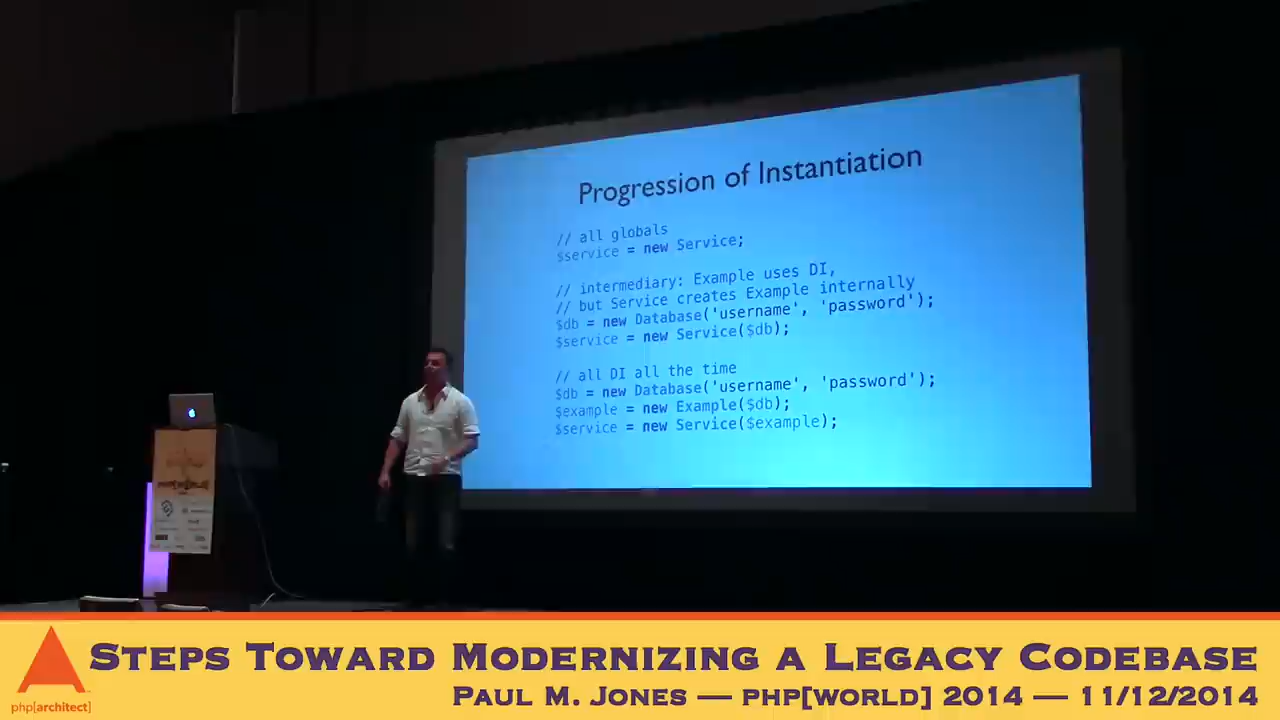 Progression of Instantiation
// all globals
$service = new Service;
// intermediary: Example uses DI,
// but Service creates Example internally
$db = new Database('username', 'password');
$service = new Service($db);
// all DI all the time
$db = new Database('username', 'password');
$example = new Example($db);
$service = new Service($example);
STEPS TOWARD MODERNIZING A LEGACY CODEBASE
PAUL M. JONES — PHP[WORLD] 2014 — 11/12/2014
php[architect]